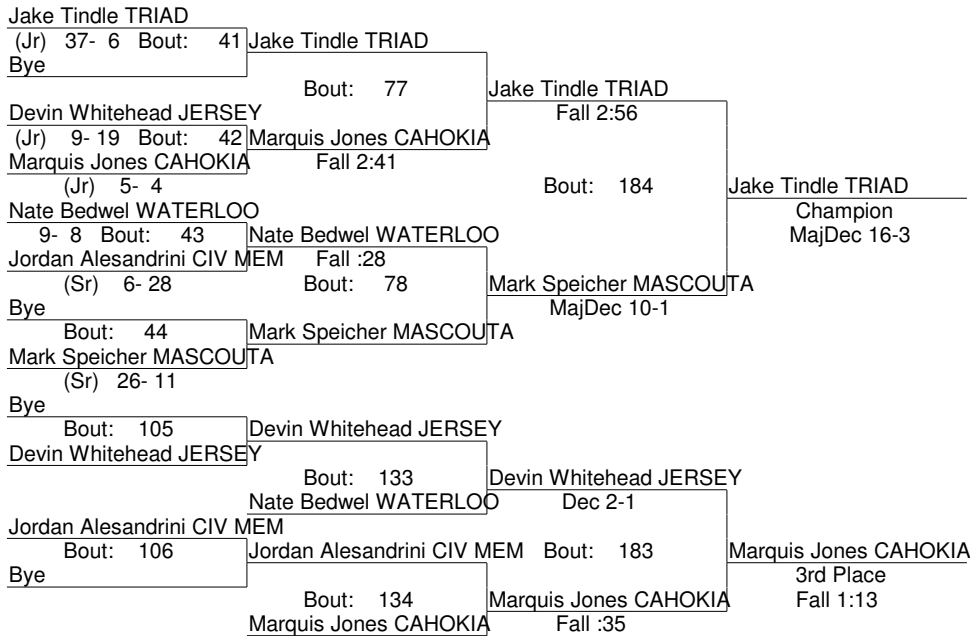 Jake Tindle TRIAD
(Jr) 37- 6 Bout: 41 Jake Tindle TRIAD
Bye
Bout: 77 Jake Tindle TRIAD
Devin Whitehead JERSEY Fall 2:56
(Jr) 9- 19 Bout: 42 Marquis Jones CAHOKIA
Marquis Jones CAHOKIA Fall 2:41
(Jr) 5- 4 Bout: 184 Jake Tindle TRIAD
Nate Bedwel WATERLOO Champion
9- 8 Bout: 43 Nate Bedwel WATERLOO MajDec 16-3
Jordan Alesandrini CIV MEM Fall :28
(Sr) 6- 28 Bout: 78 Mark Speicher MASCOUTA
Bye MajDec 10-1
Bout: 44 Mark Speicher MASCOUTA
Mark Speicher MASCOUTA
(Sr) 26- 11
Bye
Bout: 105 Devin Whitehead JERSEY
Devin Whitehead JERSEY
Bout: 133 Devin Whitehead JERSEY
Nate Bedwel WATERLOO Dec 2-1
Jordan Alesandrini CIV MEM
Bout: 106 Jordan Alesandrini CIV MEM Bout: 183 Marquis Jones CAHOKIA
Bye 3rd Place
Bout: 134 Marquis Jones CAHOKIA Fall 1:13
Marquis Jones CAHOKIA Fall :35